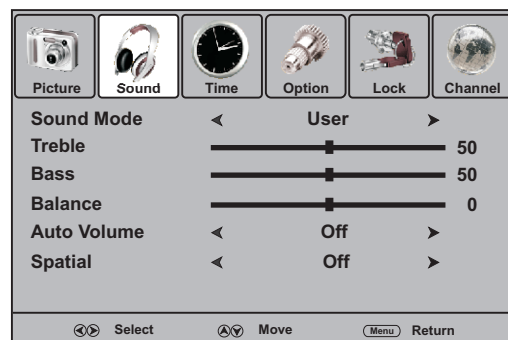 Picture Sound Time Option Lock Channel
Sound Mode User
Treble 50
Bass 50
Balance 0
Auto Volume Off
Spatial Off
Select Move Menu Return